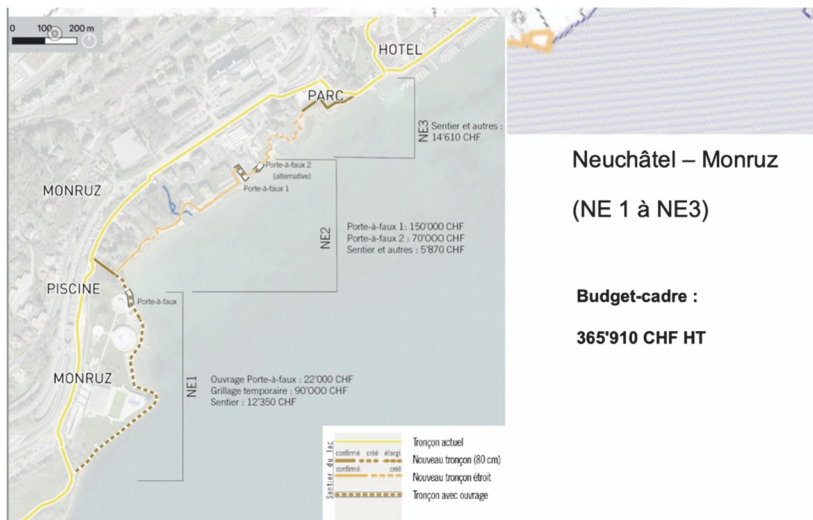 0 100 200 m
HOTEL
PARC
NE3
Sentier et autres :
14'610 CHF
Porte-à-faux 2
(alternative)
Porte-à-faux 1
MONRUZ
NE2
Porte-à-faux 1: 150'000 CHF
Porte-à-faux 2 : 70'000 CHF
Sentier et autres : 5'870 CHF
PISCINE
Porte-à-faux
MONRUZ
NE1
Ouvrage Porte-à-faux : 22'000 CHF
Grillage temporaire : 90'000 CHF
Sentier : 12'350 CHF
Sentier du lac
Tronçon actuel
confirmé créé élargi
Nouveau tronçon (80 cm)
confirmé créé
Nouveau tronçon étroit
Tronçon avec ouvrage
Neuchâtel – Monruz
(NE 1 à NE3)
Budget-cadre :
365'910 CHF HT